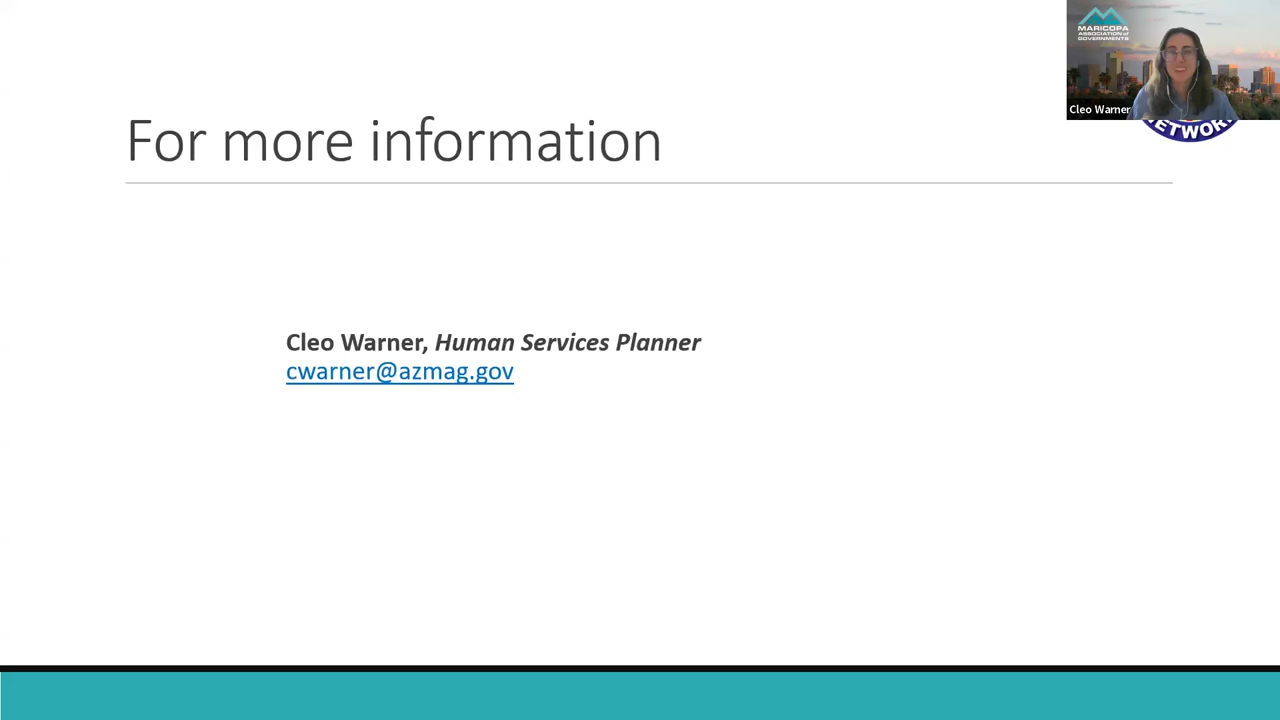 MARICOPA
ASSOCIATION of
GOVERNMENTS
Cleo Warner
For more information
Cleo Warner, Human Services Planner
cwarner@azmag.gov